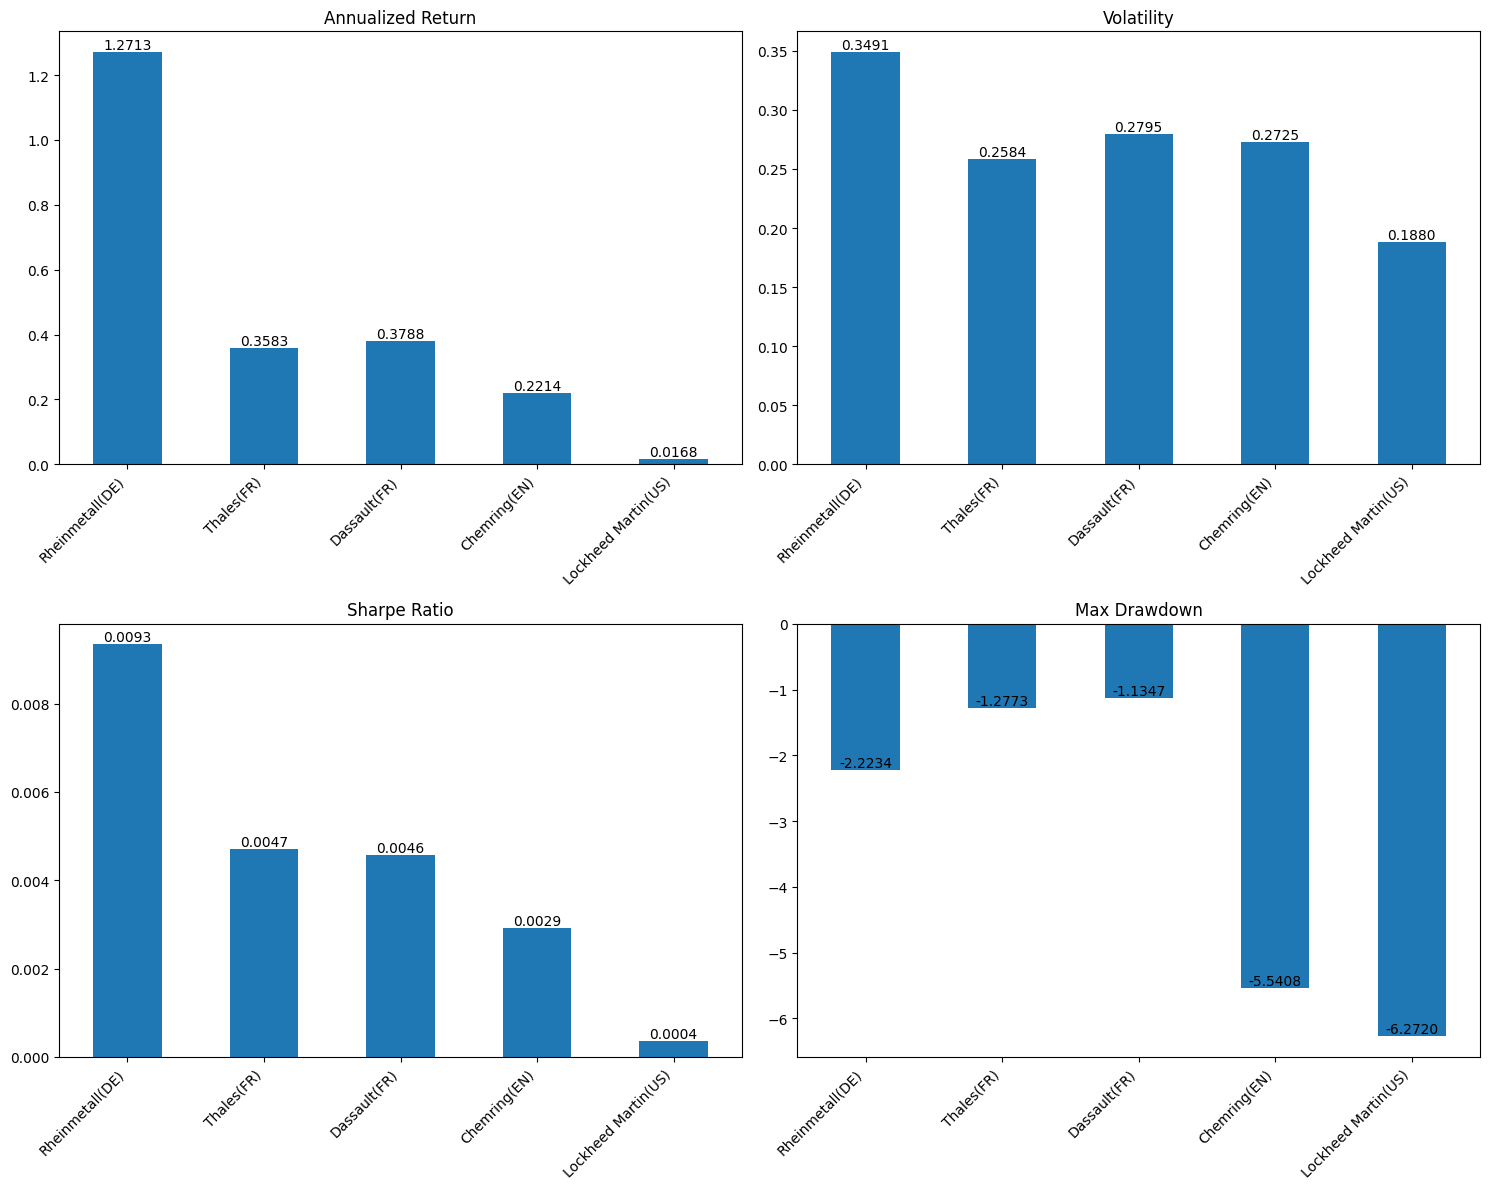 Annualized Return
1.2713
0.3583
0.3788
0.2214
0.0168
1.2
1.0
0.8
0.6
0.4
0.2
0.0
Rheinmetall(DE)
Thales(FR)
Dassault(FR)
Chemring(EN)
Lockheed Martin(US)
Volatility
0.3491
0.2584
0.2795
0.2725
0.1880
0.35
0.30
0.25
0.20
0.15
0.10
0.05
0.00
Rheinmetall(DE)
Thales(FR)
Dassault(FR)
Chemring(EN)
Lockheed Martin(US)
Sharpe Ratio
0.0093
0.0047
0.0046
0.0029
0.0004
0.008
0.006
0.004
0.002
0.000
Rheinmetall(DE)
Thales(FR)
Dassault(FR)
Chemring(EN)
Lockheed Martin(US)
Max Drawdown
0
−1
−2
−3
−4
−5
−6
-2.2234
-1.2773
-1.1347
-5.5408
-6.2720
Rheinmetall(DE)
Thales(FR)
Dassault(FR)
Chemring(EN)
Lockheed Martin(US)